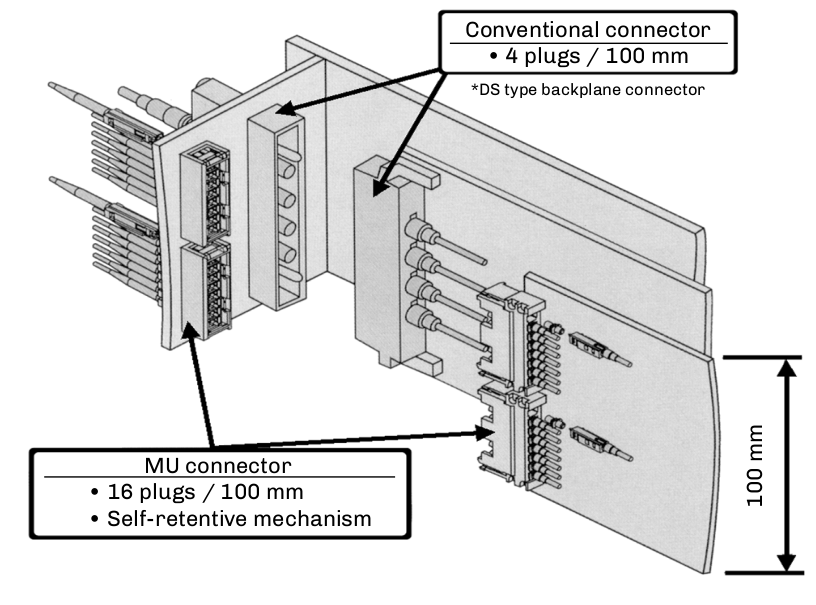 Conventional connector
• 4 plugs / 100 mm
*DS type backplane connector
MU connector
• 16 plugs / 100 mm
• Self-retentive mechanism
100 mm